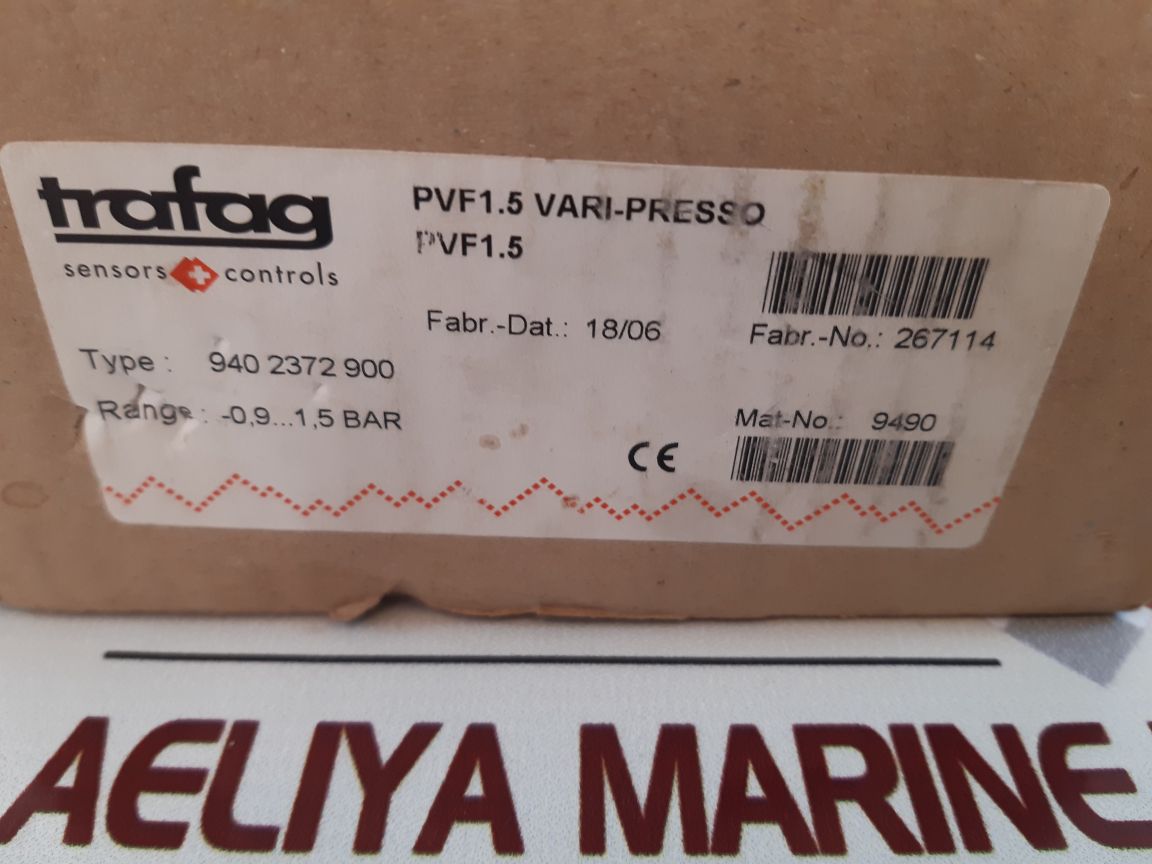 trafag
sensors controls
PVF1.5 VARI-PRESSO
PVF1.5
Fabr.-Dat.: 18/06
Fabr.-No.: 267114
Type : 940 2372 900
Range : -0,9...1,5 BAR
Mat-No.: 9490
CE
AELIYA MARINE